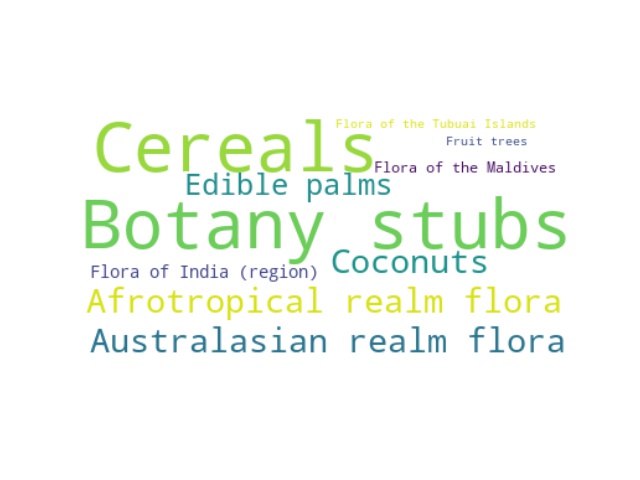 Flora of the Tubuai Islands
Cereals
Fruit trees
Flora of the Maldives
Edible palms
Botany stubs
Coconuts
Flora of India (region)
Afrotropical realm flora
Australasian realm flora